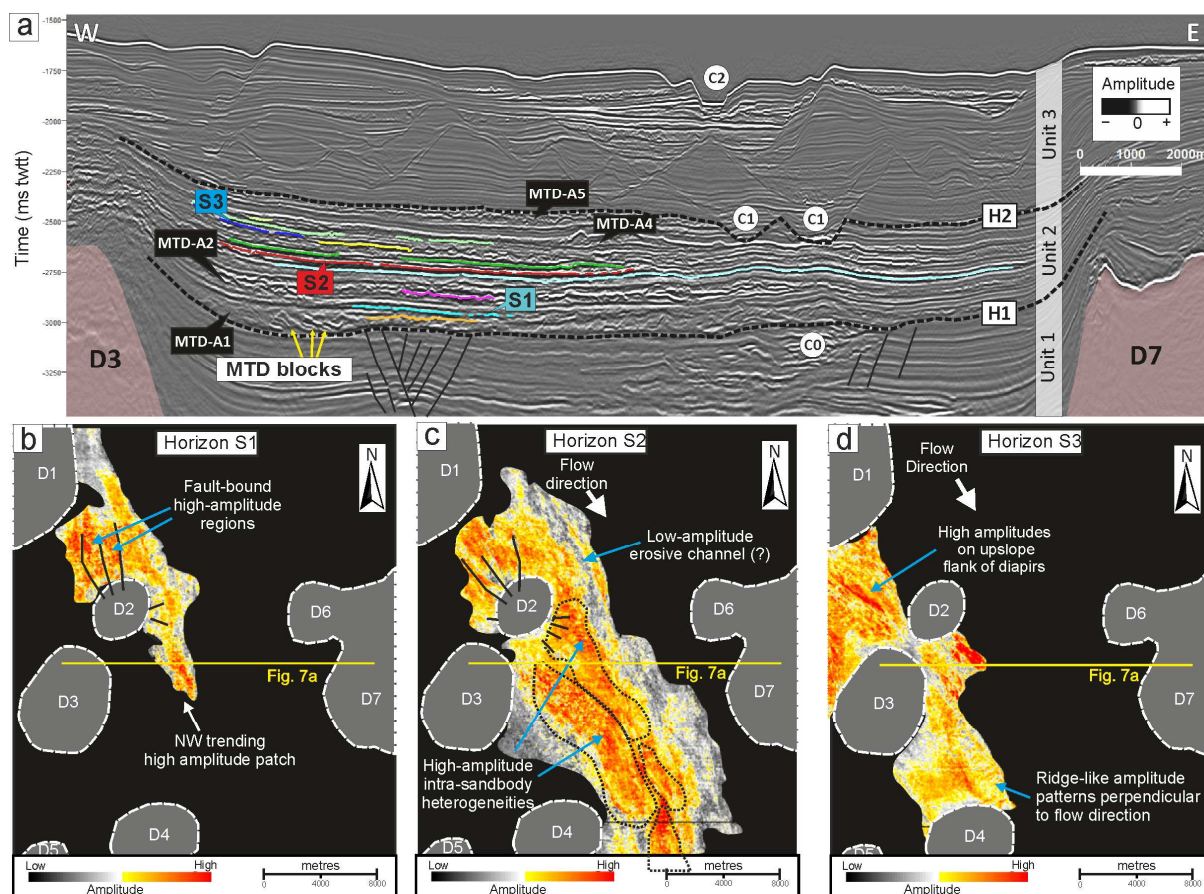 a
W
E
-1500
-1750
-2000
-2250
-2500
-2750
-3000
-3250
Time (ms twtt)
C2
Amplitude
− 0 +
0 1000 2000m
Unit 3
Unit 2
Unit 1
MTD-A5
S3
MTD-A4
C1
C1
H2
MTD-A2
S2
S1
H1
MTD-A1
C0
MTD blocks
D3
D7
b
Horizon S1
N
D1
Fault-bound
high-amplitude
regions
D2
D6
Fig. 7a
D3
D7
NW trending
high amplitude patch
D4
D5
Low High
Amplitude
metres
0 4000 8000
c
Horizon S2
N
Flow
direction
D1
Low-amplitude
erosive channel (?)
D2
D6
Fig. 7a
D3
D7
High-amplitude
intra-sandbody
heterogeneities
D4
D5
Low High
Amplitude
metres
0 4000 8000
d
Horizon S3
N
Flow
Direction
D1
High amplitudes
on upslope
flank of diapirs
D2
D6
Fig. 7a
D3
D7
Ridge-like amplitude
patterns perpendicular
to flow direction
D4
D5
Low High
Amplitude
metres
0 4000 8000